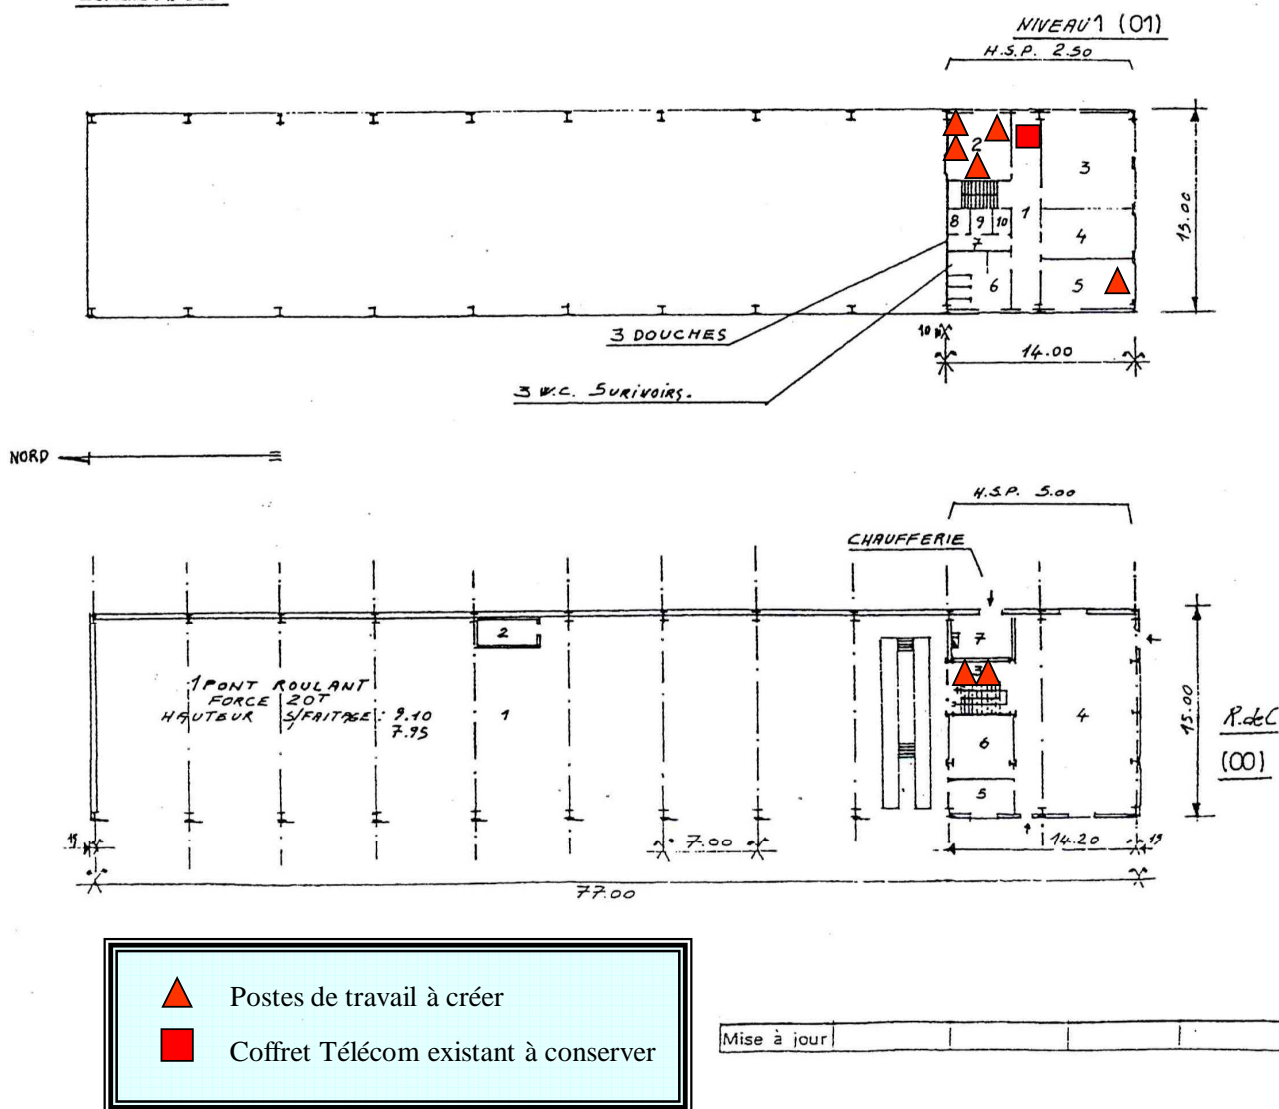 NIVEAU 1 (01)
H.S.P. 2.50
2
3
1
8 9 10
4
7
6
5
15.00
3 DOUCHES
10
14.00
3 W.C. 5 URINOIRS.
NORD
H.S.P. 5.00
CHAUFFERIE
2
7
3
1 PONT ROULANT
FORCE 20T
HAUTEUR S/FAITAGE : 9.10
7.95
1
4
6
5
15.00
R.deC
(00)
15
7.00
14.20
15
77.00
Postes de travail à créer
Coffret Télécom existant à conserver
Mise à jour